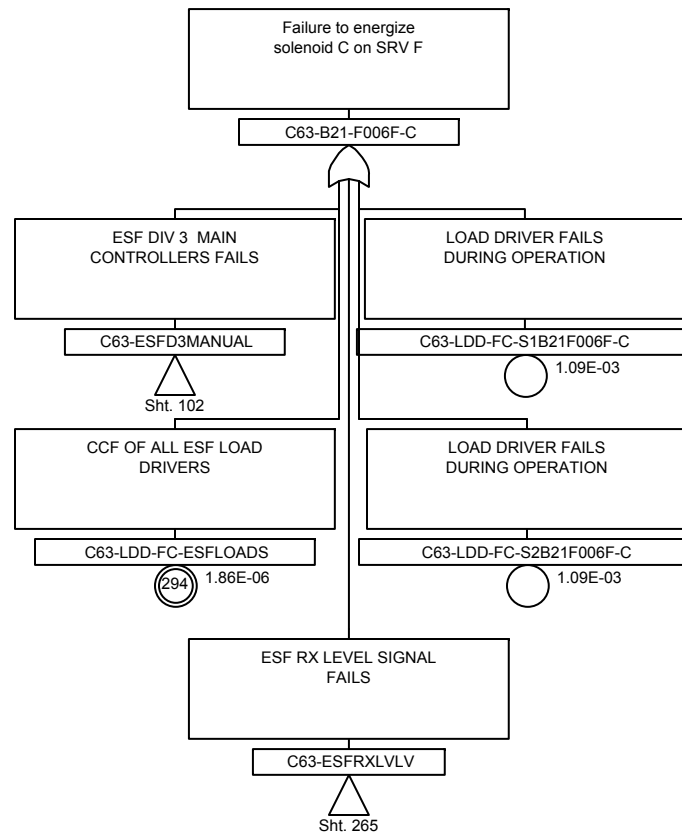 Failure to energize
solenoid C on SRV F
C63-B21-F006F-C
ESF DIV 3 MAIN
CONTROLLERS FAILS
C63-ESFD3MANUAL
Sht. 102
LOAD DRIVER FAILS
DURING OPERATION
C63-LDD-FC-S1B21F006F-C
1.09E-03
CCF OF ALL ESF LOAD
DRIVERS
C63-LDD-FC-ESFLOADS
294
1.86E-06
LOAD DRIVER FAILS
DURING OPERATION
C63-LDD-FC-S2B21F006F-C
1.09E-03
ESF RX LEVEL SIGNAL
FAILS
C63-ESFRXLVLV
Sht. 265